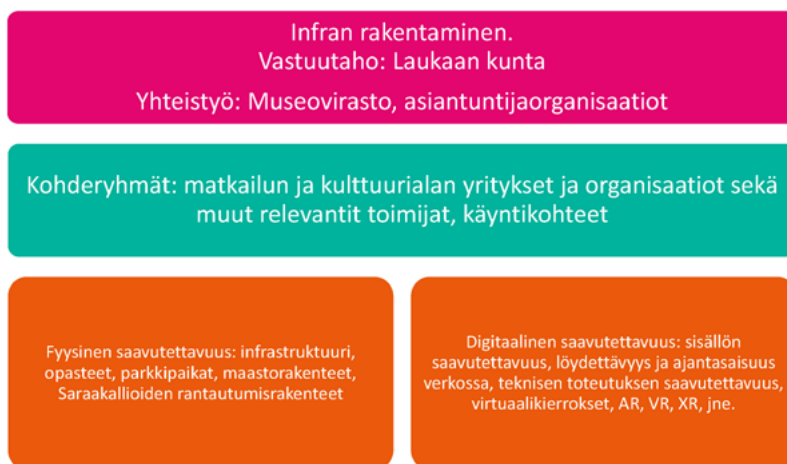 Infran rakentaminen.
Vastuutaho: Laukaan kunta
Yhteistyö: Museovirasto, asiantuntijaorganisaatiot
Kohderyhmät: matkailun ja kulttuurialan yritykset ja organisaatiot sekä
muut relevantit toimijat, käyntikohteet
Fyysinen saavutettavuus: infrastruktuuri,
opasteet, parkkipaikat, maastorakenteet,
Saraakallioiden rantautumisrakenteet
Digitaalinen saavutettavuus: sisällön
saavutettavuus, löydettävyys ja ajantasaisuus
verkossa, teknisen toteutuksen saavutettavuus,
virtuaalikierrokset, AR, VR, XR, jne.